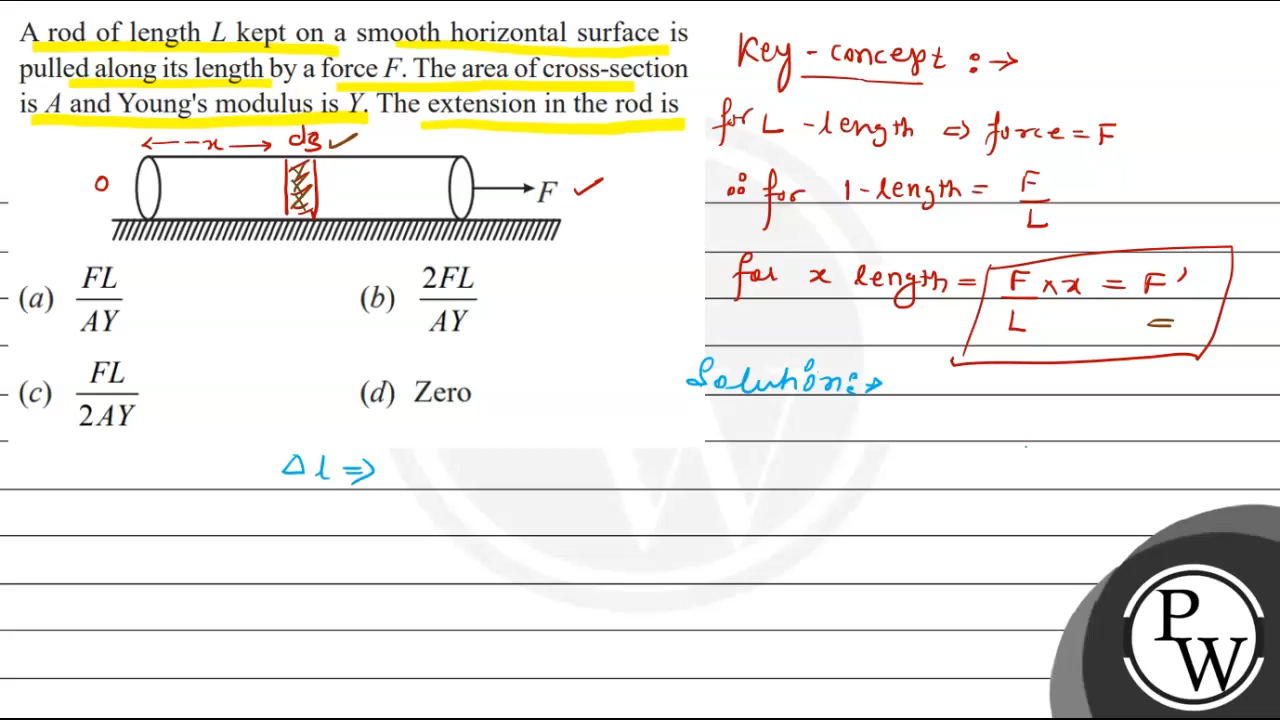 A rod of length L kept on a smooth horizontal surface is
pulled along its length by a force F. The area of cross-section
is A and Young's modulus is Y. The extension in the rod is
x
O
F
(a) FL/AY
(b) 2FL/AY
(c) FL/2AY
(d) Zero
Δl ⇒
Key-concept :→
for L-length ⇒ force = F
∴ for 1-length = F/L
for x length = F/L × x = F'
Solution:→
PW